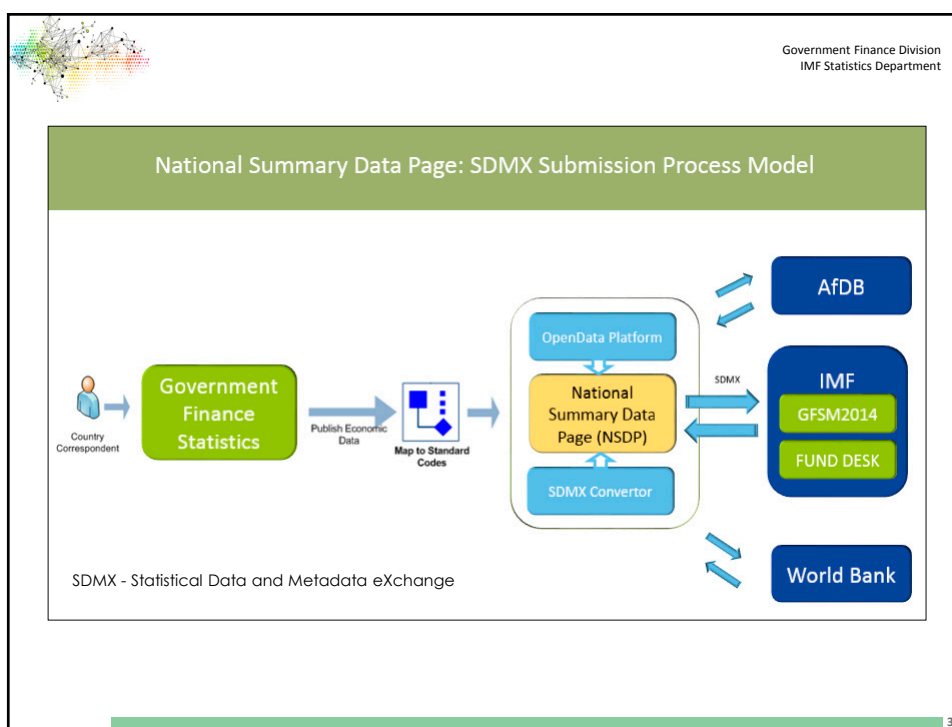 Government Finance Division
IMF Statistics Department
National Summary Data Page: SDMX Submission Process Model
Country
Correspondent
Government
Finance
Statistics
Publish Economic
Data
Map to Standard
Codes
OpenData Platform
National
Summary Data
Page (NSDP)
SDMX Convertor
SDMX
AfDB
IMF
GFSM2014
FUND DESK
World Bank
SDMX - Statistical Data and Metadata eXchange